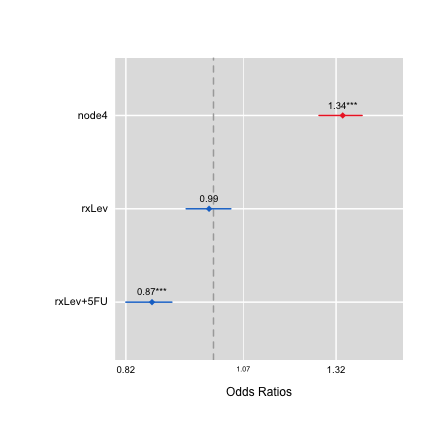 1.34***
node4
0.99
rxLev
0.87***
rxLev+5FU
0.82 1.07 1.32
Odds Ratios